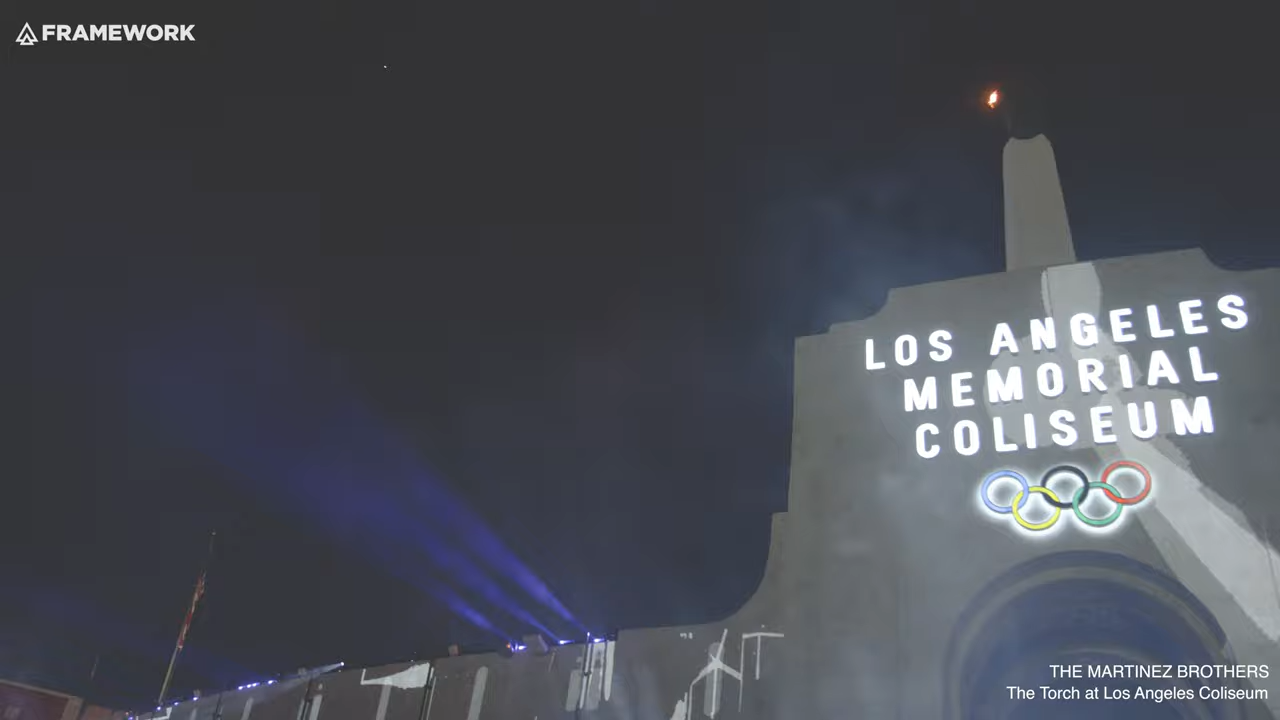 FRAMEWORK
LOS ANGELES
MEMORIAL
COLISEUM
THE MARTINEZ BROTHERS
The Torch at Los Angeles Coliseum